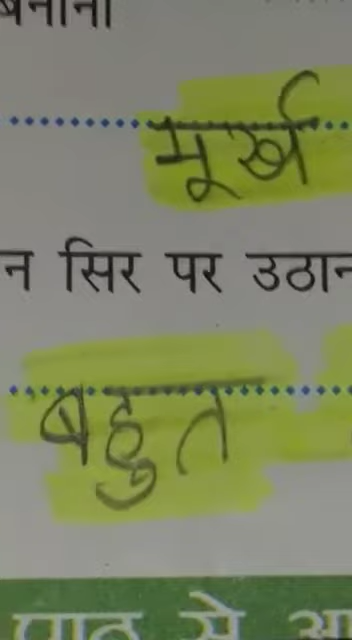 बनाना
मूर्ख
न सिर पर उठान
बहुत
पाठ से आ